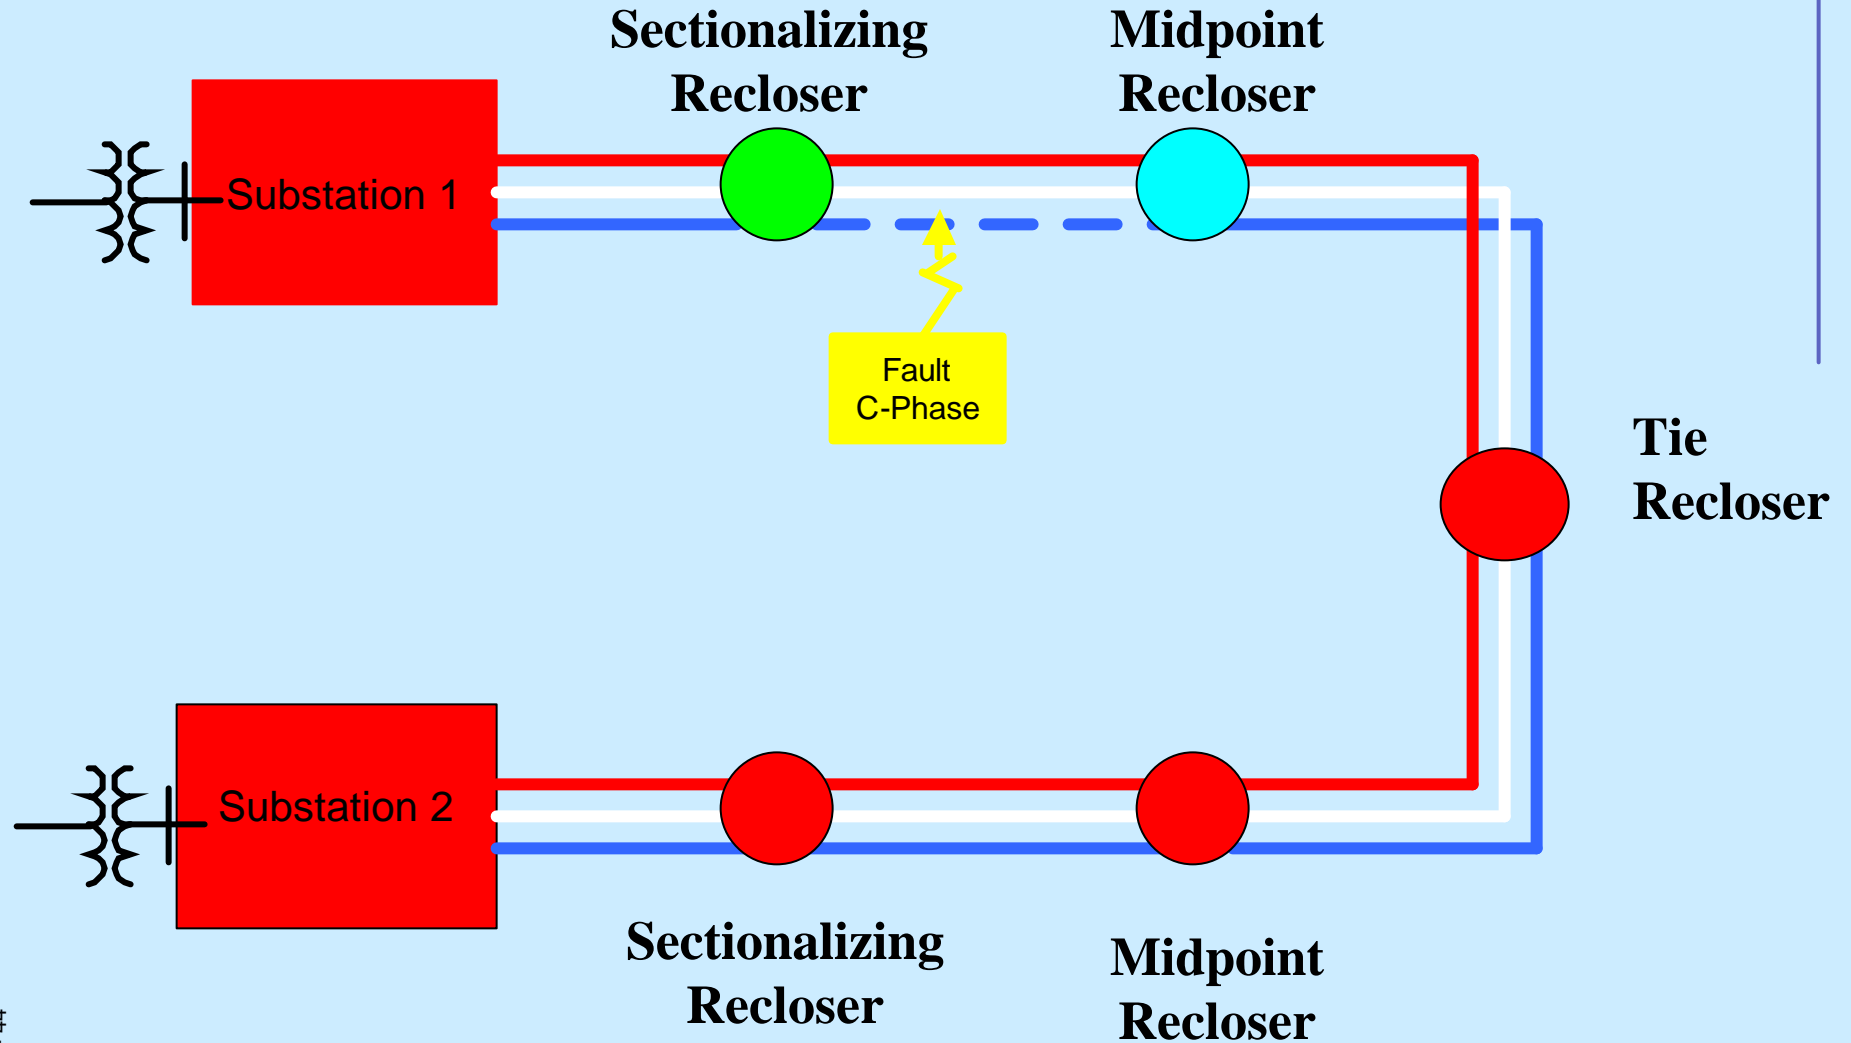 Sectionalizing
Recloser
Midpoint
Recloser
Substation 1
Fault
C-Phase
Tie
Recloser
Substation 2
Sectionalizing
Recloser
Midpoint
Recloser